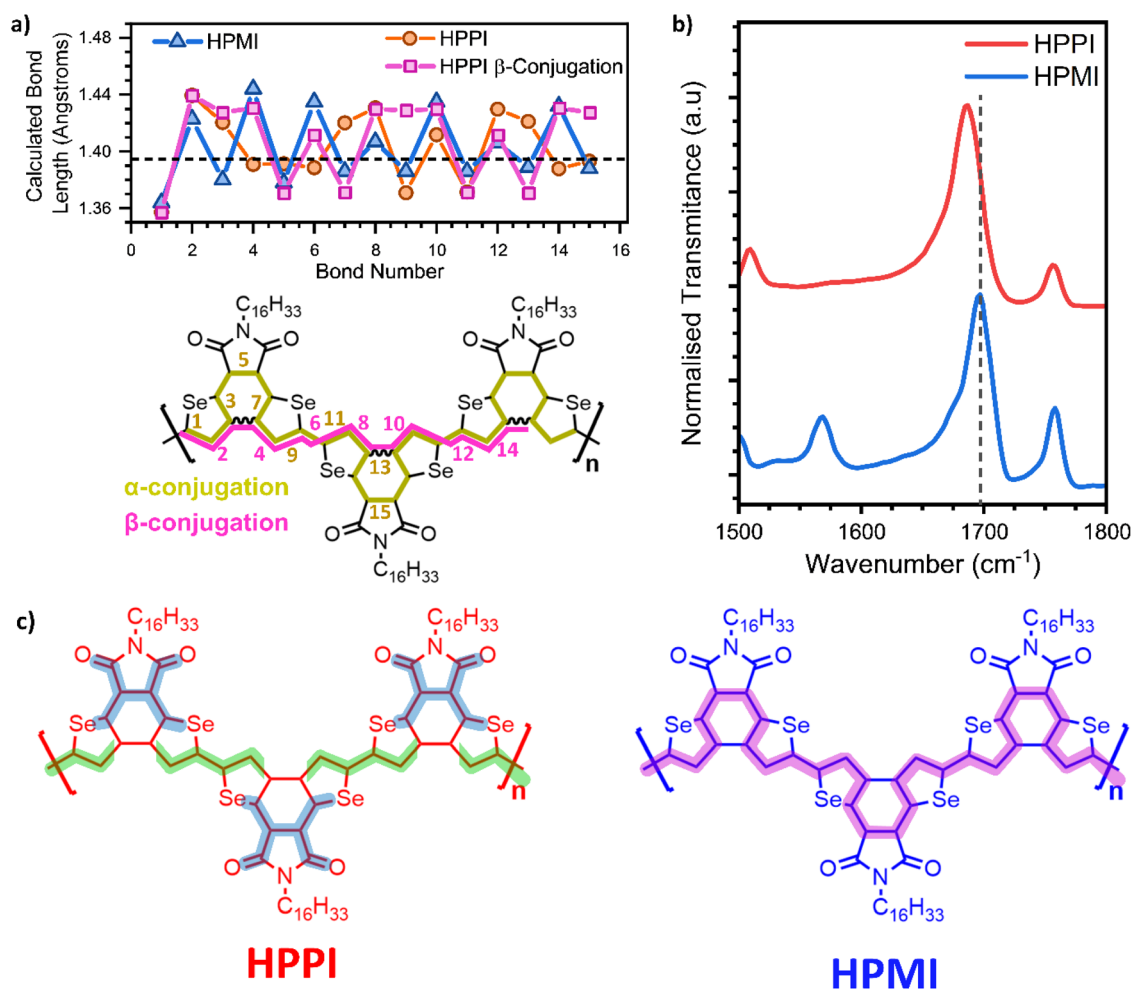 a)
HPMI
HPPI
HPPI β-Conjugation
1.48
1.44
1.40
1.36
Calculated Bond
Length (Angstroms)
0 2 4 6 8 10 12 14 16
Bond Number
b)
HPPI
HPMI
Normalised Transmitance (a.u)
1500 1600 1700 1800
Wavenumber (cm⁻¹)
C₁₆H₃₃ C₁₆H₃₃
N N
O O O O
5
Se 3 7 Se Se Se
1 6 11 8 10
2 4 9 12 14
Se 13 Se
n
15
α-conjugation
β-conjugation
O O
N
C₁₆H₃₃
c)
C₁₆H₃₃ C₁₆H₃₃
N N
O O O O
Se Se Se Se
Se Se
n
O O
N
C₁₆H₃₃
HPPI
C₁₆H₃₃ C₁₆H₃₃
N N
O O O O
Se Se Se Se
Se Se
n
O O
N
C₁₆H₃₃
HPMI